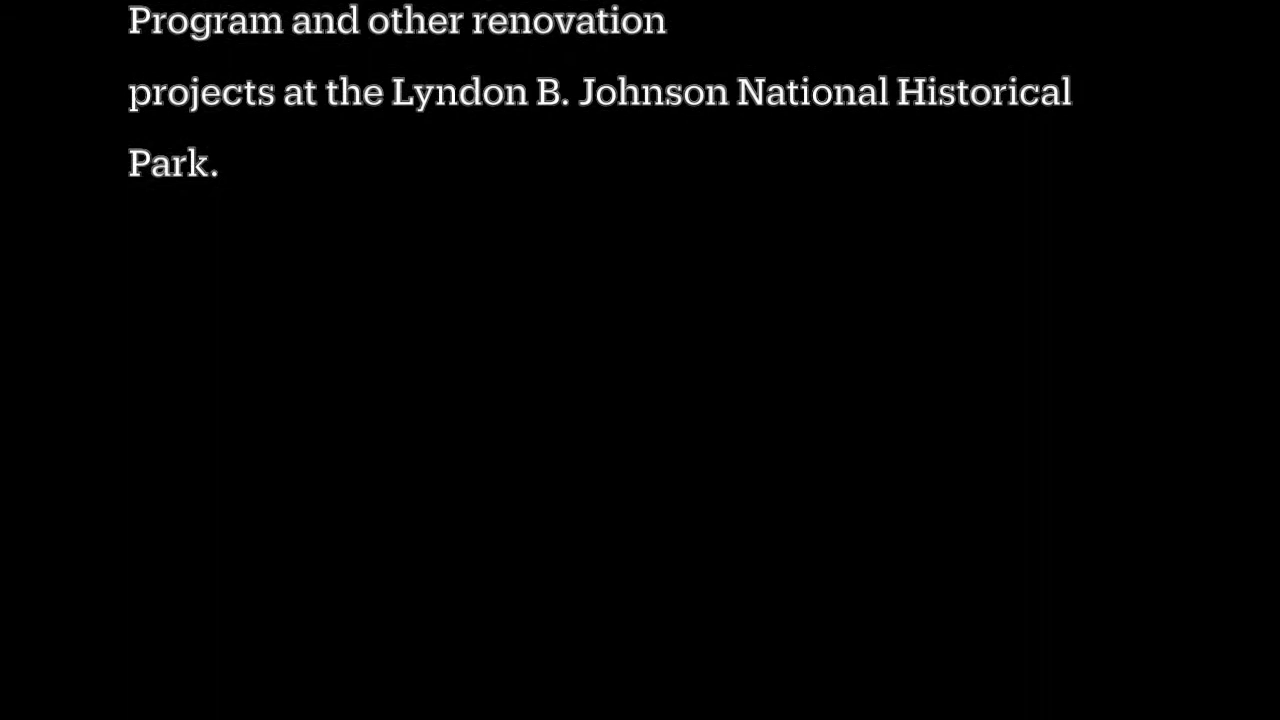 Program and other renovation
projects at the Lyndon B. Johnson National Historical
Park.